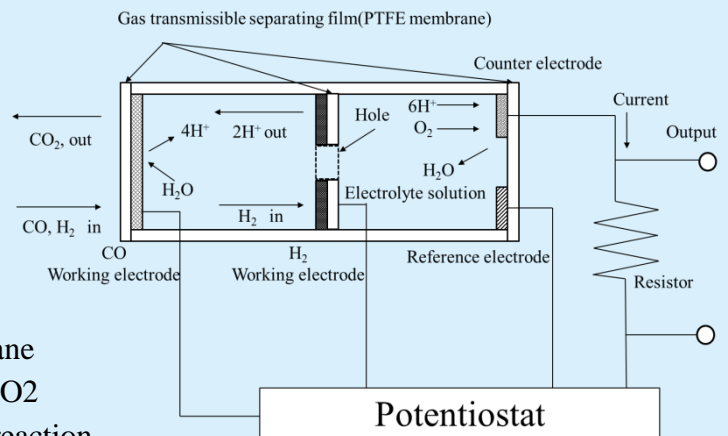 Gas transmissible separating film(PTFE membrane)
Counter electrode
Current
Output
CO₂, out
4H⁺
2H⁺ out
Hole
6H⁺
O₂
H₂O
H₂O
Electrolyte solution
CO, H₂ in
H₂ in
CO
Working electrode
H₂
Working electrode
Reference electrode
Resistor
O2
Potentiostat